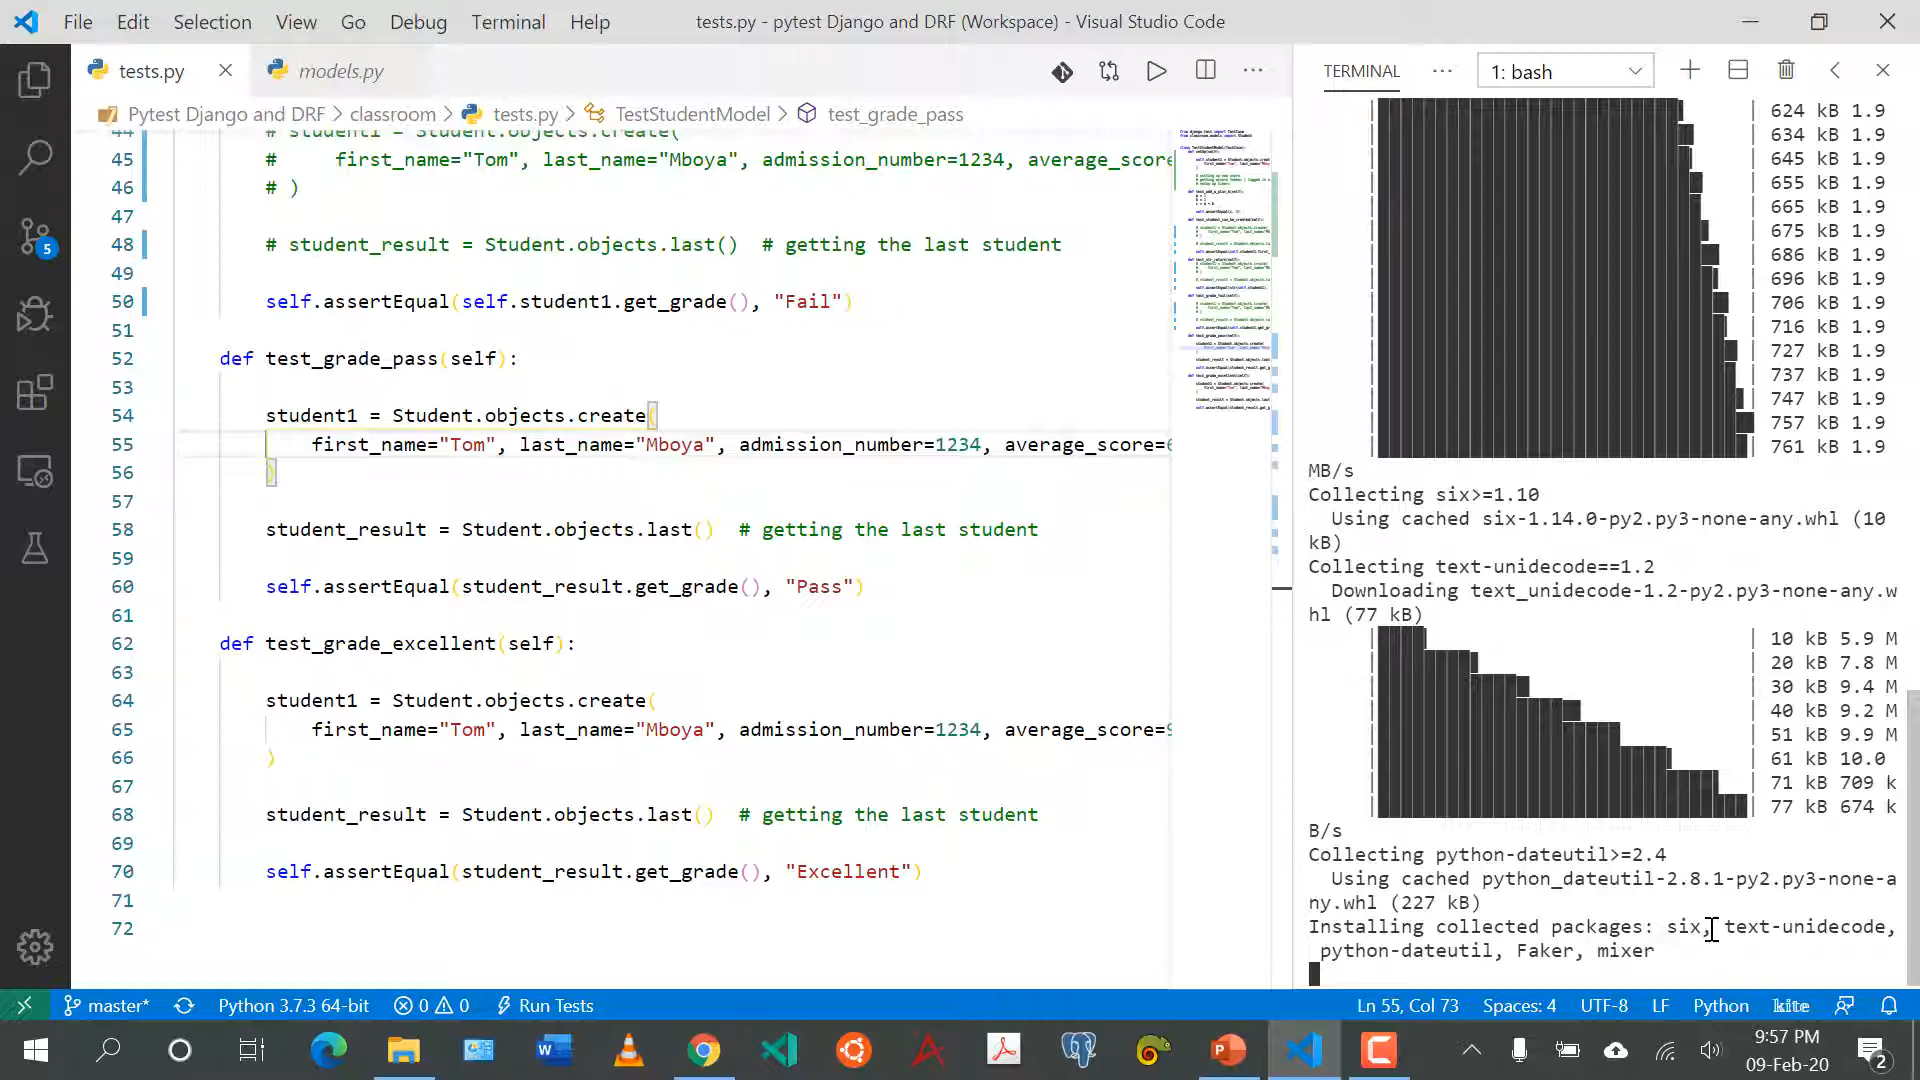 File Edit Selection View Go Debug Terminal Help
tests.py - pytest Django and DRF (Workspace) - Visual Studio Code
tests.py
models.py
Pytest Django and DRF > classroom > tests.py > TestStudentModel > test_grade_pass
44 # student1 = Student.objects.create(
45 # first_name="Tom", last_name="Mboya", admission_number=1234, average_score
46 # )
47
48 # student_result = Student.objects.last() # getting the last student
49
50 self.assertEqual(self.student1.get_grade(), "Fail")
51
52 def test_grade_pass(self):
53
54 student1 = Student.objects.create(
55 first_name="Tom", last_name="Mboya", admission_number=1234, average_score=
56 )
57
58 student_result = Student.objects.last() # getting the last student
59
60 self.assertEqual(student_result.get_grade(), "Pass")
61
62 def test_grade_excellent(self):
63
64 student1 = Student.objects.create(
65 first_name="Tom", last_name="Mboya", admission_number=1234, average_score=
66 )
67
68 student_result = Student.objects.last() # getting the last student
69
70 self.assertEqual(student_result.get_grade(), "Excellent")
71
72
TERMINAL
1: bash
624 kB 1.9
634 kB 1.9
645 kB 1.9
655 kB 1.9
665 kB 1.9
675 kB 1.9
686 kB 1.9
696 kB 1.9
706 kB 1.9
716 kB 1.9
727 kB 1.9
737 kB 1.9
747 kB 1.9
757 kB 1.9
761 kB 1.9
MB/s
Collecting six>=1.10
Using cached six-1.14.0-py2.py3-none-any.whl (10
kB)
Collecting text-unidecode==1.2
Downloading text_unidecode-1.2-py2.py3-none-any.w
hl (77 kB)
10 kB 5.9 M
20 kB 7.8 M
30 kB 9.4 M
40 kB 9.2 M
51 kB 9.9 M
61 kB 10.0
71 kB 709 k
77 kB 674 k
B/s
Collecting python-dateutil>=2.4
Using cached python_dateutil-2.8.1-py2.py3-none-a
ny.whl (227 kB)
Installing collected packages: six, text-unidecode,
python-dateutil, Faker, mixer
5
master* Python 3.7.3 64-bit 0 0 Run Tests
Ln 55, Col 73 Spaces: 4 UTF-8 LF Python kite
9:57 PM
09-Feb-20
2